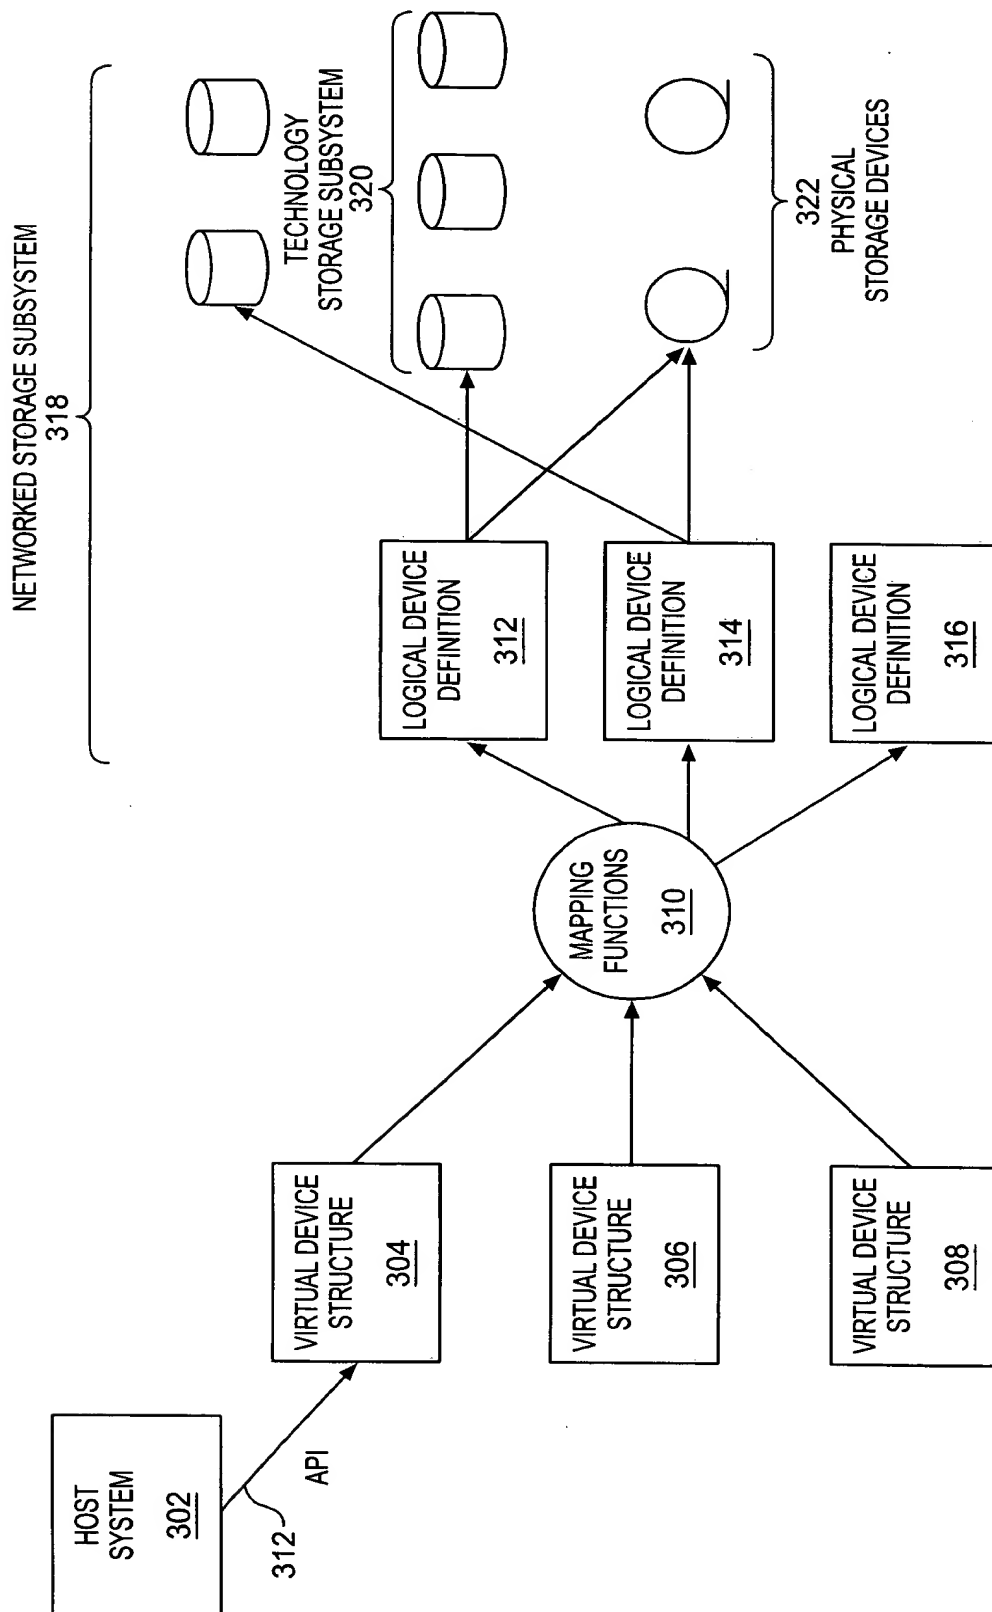 HOST
SYSTEM
302
312
API
VIRTUAL DEVICE
STRUCTURE
304
VIRTUAL DEVICE
STRUCTURE
306
VIRTUAL DEVICE
STRUCTURE
308
MAPPING
FUNCTIONS
310
NETWORKED STORAGE SUBSYSTEM
318
LOGICAL DEVICE
DEFINITION
312
LOGICAL DEVICE
DEFINITION
314
LOGICAL DEVICE
DEFINITION
316
TECHNOLOGY
STORAGE SUBSYSTEM
320
322
PHYSICAL
STORAGE DEVICES